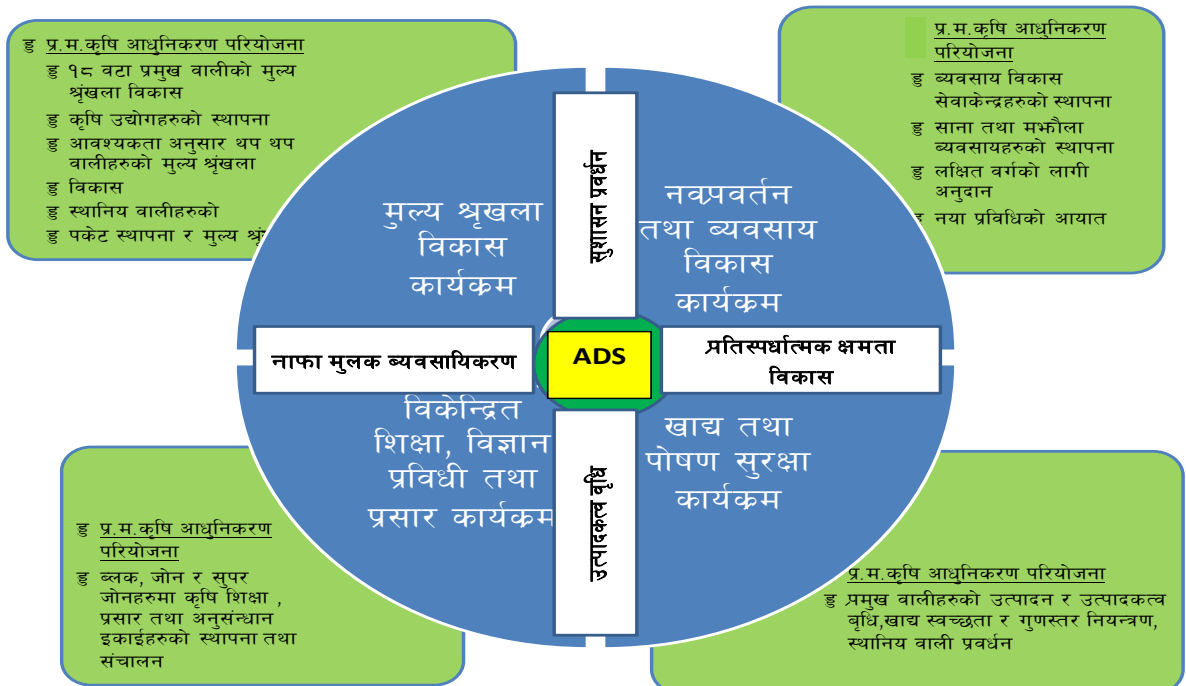 प्र.म.कृषि आधुनिकरण परियोजना
१८ वटा प्रमुख वालीको मुल्य
श्रृंखला विकास
कृषि उद्योगहरुको स्थापना
आवश्यकता अनुसार थप थप
वालीहरुको मुल्य श्रृंखला
विकास
स्थानिय वालीहरुको
पकेट स्थापना र मुल्य
प्र.म.कृषि आधुनिकरण
परियोजना
ब्यवसाय विकास
सेवाकेन्द्रहरुको स्थापना
साना तथा मझौला
ब्यवसायहरुको स्थापना
लक्षित वर्गको लागी
अनुदान
नया प्रविधिको आयात
मुल्य श्रृखला
विकास
कार्यक्रम
सुशासन प्रवर्धन
नवप्रवर्तन
तथा ब्यवसाय
विकास
कार्यक्रम
नाफा मुलक ब्यवसायिकरण
ADS
प्रतिस्पर्धात्मक क्षमता
विकास
विकेन्द्रित
शिक्षा, विज्ञान
प्रविधी तथा
प्रसार कार्यक्रम
उत्पादकत्व वृधि
खाद्य तथा
पोषण सुरक्षा
कार्यक्रम
प्र.म.कृषि आधुनिकरण
परियोजना
ब्लक, जोन र सुपर
जोनहरुमा कृषि शिक्षा ,
प्रसार तथा अनुसंन्धान
इकाईहरुको स्थापना तथा
संचालन
प्र.म.कृषि आधुनिकरण परियोजना
प्रमुख वालीहरुको उत्पादन र उत्पादकत्व
बृधि,खाद्य स्वच्छता र गुणस्तर नियन्त्रण,
स्थानिय वाली प्रवर्धन